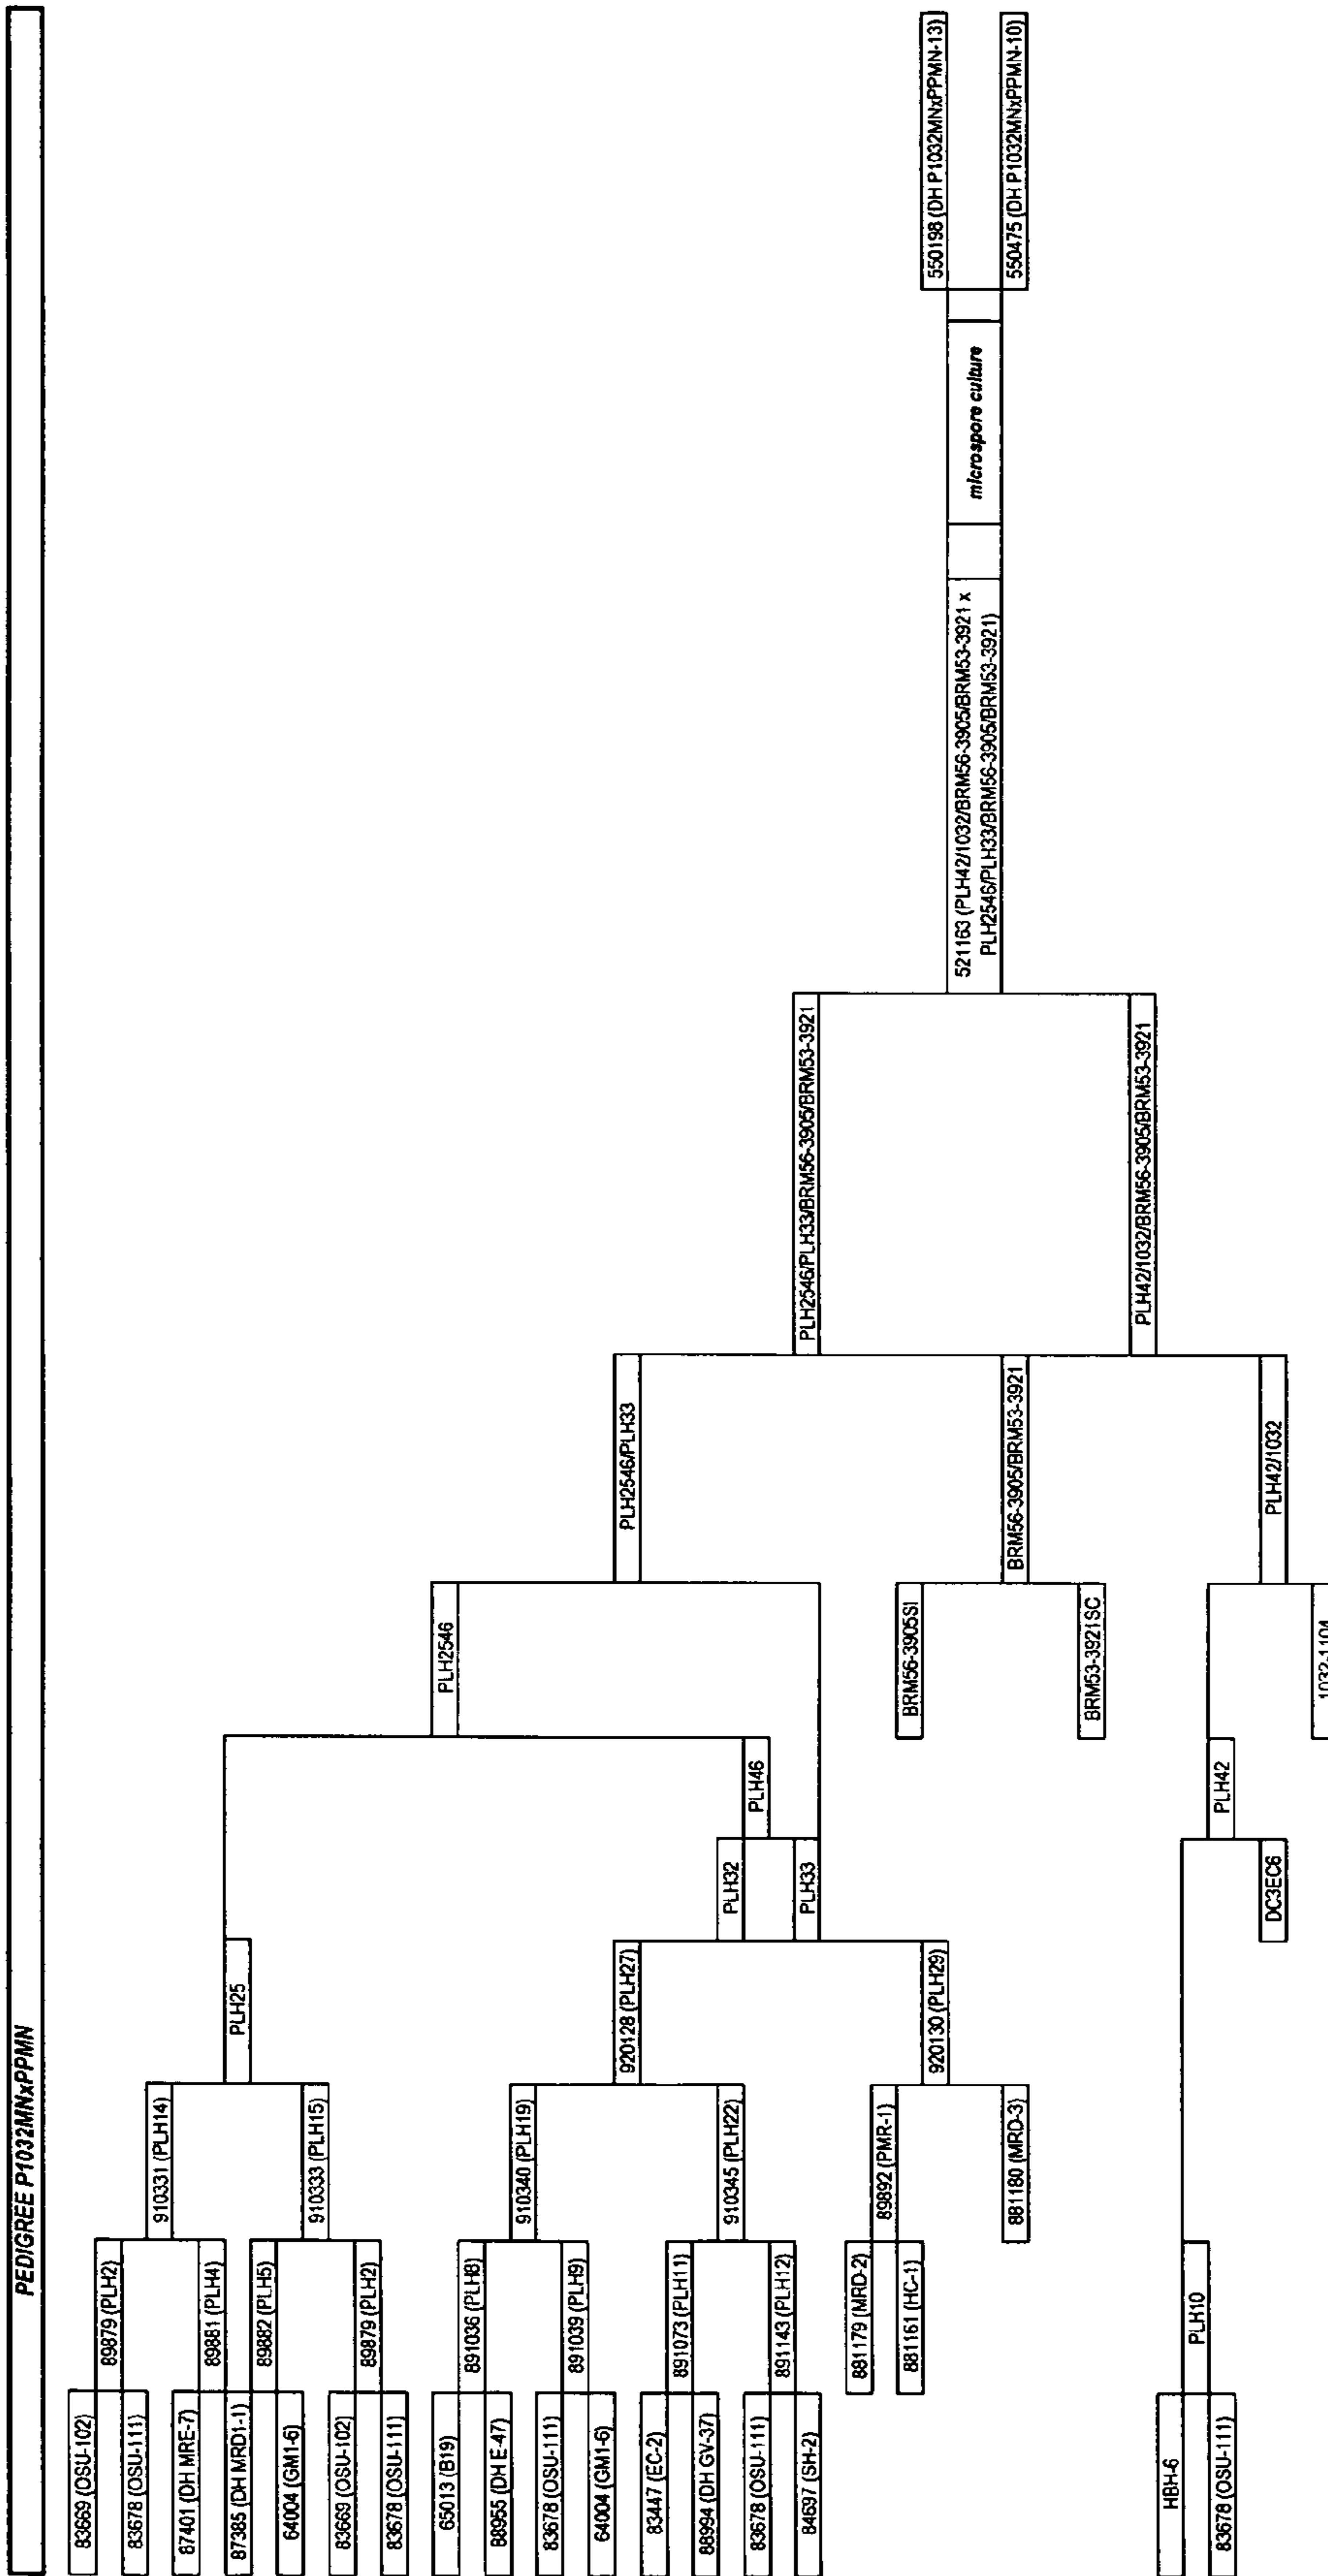 PEDIGREE P1032MNxPPMN
83669 (OSU-102)
83678 (OSU-111)
87401 (DH MRE-7)
87385 (DH MRD1-1)
64004 (GM1-6)
83669 (OSU-102)
83678 (OSU-111)
65013 (B19)
88955 (DH E-47)
83678 (OSU-111)
64004 (GM1-6)
83447 (EC-2)
88994 (DH GV-37)
83678 (OSU-111)
84697 (SH-2)
HBH-6
83678 (OSU-111)
89879 (PLH2)
89881 (PLH4)
89882 (PLH5)
89879 (PLH2)
891036 (PLH8)
891039 (PLH9)
891073 (PLH11)
891143 (PLH12)
881179 (MRD-2)
881161 (HC-1)
PLH10
910331 (PLH14)
910333 (PLH15)
910340 (PLH19)
910345 (PLH22)
89892 (PMR-1)
881180 (MRD-3)
PLH25
920128 (PLH27)
920130 (PLH29)
PLH32
PLH33
DC3EC6
PLH46
PLH42
PLH2546
BRM56-3905SI
BRM53-3921SC
1032-1104
PLH2546/PLH33
BRM56-3905/BRM53-3921
PLH42/1032
PLH2546/PLH33/BRM56-3905/BRM53-3921
PLH42/1032/BRM56-3905/BRM53-3921
521163 (PLH42/1032/BRM56-3905/BRM53-3921 x
PLH2546/PLH33/BRM56-3905/BRM53-3921)
microspore culture
550198 (DH P1032MNxPPMN-13)
550475 (DH P1032MNxPPMN-10)